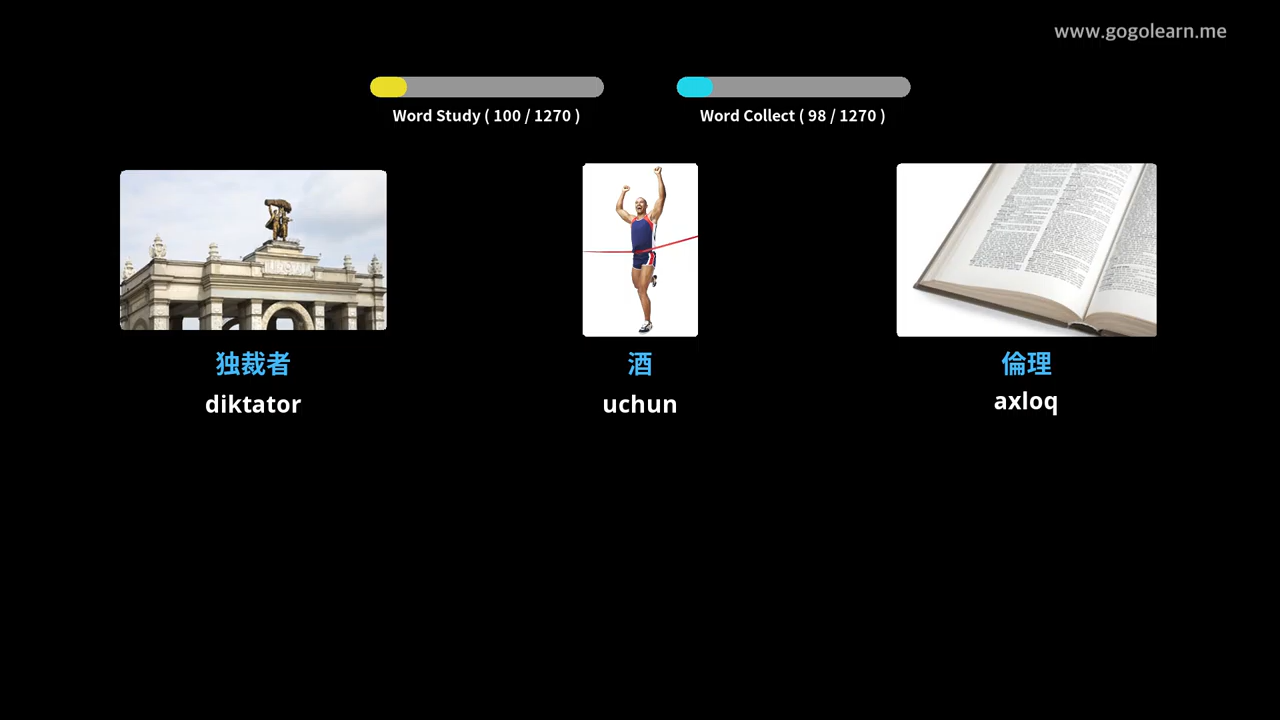 www.gogolearn.me
Word Study ( 100 / 1270 )
Word Collect ( 98 / 1270 )
独裁者
diktator
酒
uchun
倫理
axloq